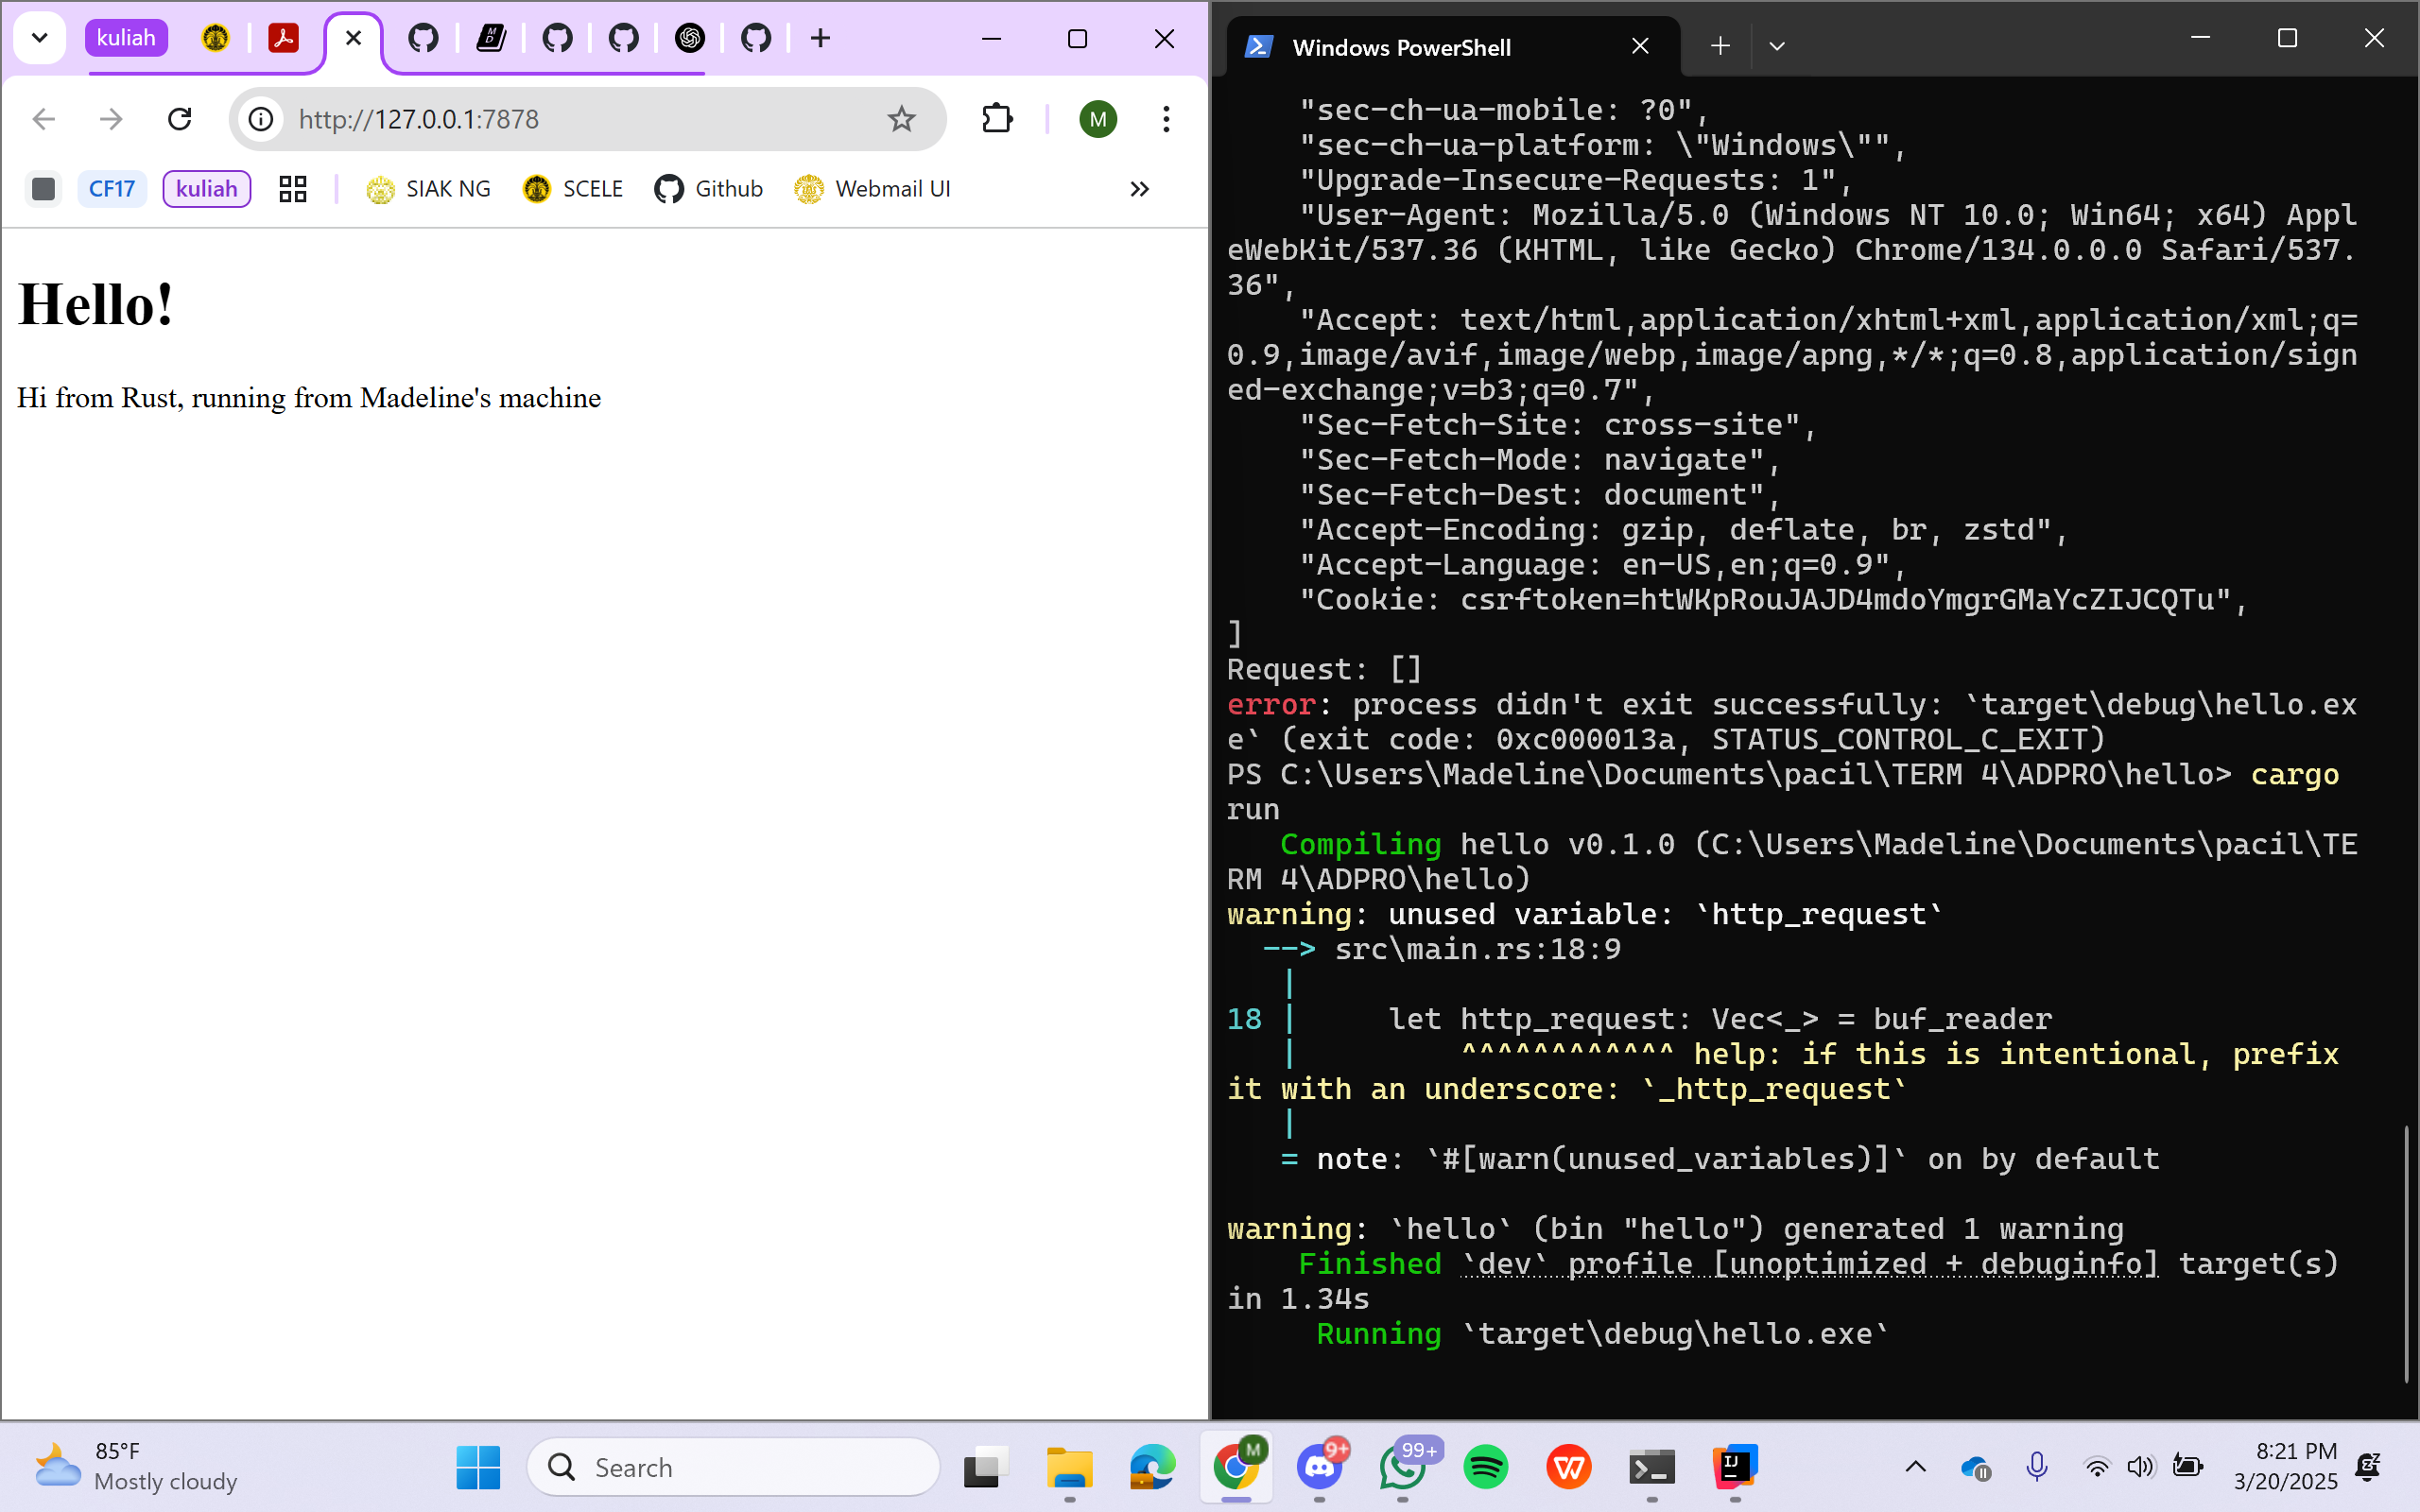 kuliah
http://127.0.0.1:7878
M
CF17
kuliah
SIAK NG
SCELE
Github
Webmail UI
Hello!
Hi from Rust, running from Madeline's machine
Windows PowerShell
"sec-ch-ua-mobile: ?0",
"sec-ch-ua-platform: \"Windows\"",
"Upgrade-Insecure-Requests: 1",
"User-Agent: Mozilla/5.0 (Windows NT 10.0; Win64; x64) Appl
eWebKit/537.36 (KHTML, like Gecko) Chrome/134.0.0.0 Safari/537.
36",
"Accept: text/html,application/xhtml+xml,application/xml;q=
0.9,image/avif,image/webp,image/apng,*/*;q=0.8,application/sign
ed-exchange;v=b3;q=0.7",
"Sec-Fetch-Site: cross-site",
"Sec-Fetch-Mode: navigate",
"Sec-Fetch-Dest: document",
"Accept-Encoding: gzip, deflate, br, zstd",
"Accept-Language: en-US,en;q=0.9",
"Cookie: csrftoken=htWKpRouJAJD4mdoYmgrGMaYcZIJCQTu",
]
Request: []
error: process didn't exit successfully: `target\debug\hello.ex
e` (exit code: 0xc000013a, STATUS_CONTROL_C_EXIT)
PS C:\Users\Madeline\Documents\pacil\TERM 4\ADPRO\hello> cargo
run
Compiling hello v0.1.0 (C:\Users\Madeline\Documents\pacil\TE
RM 4\ADPRO\hello)
warning: unused variable: `http_request`
--> src\main.rs:18:9
|
18 |     let http_request: Vec<_> = buf_reader
|         ^^^^^^^^^^^^ help: if this is intentional, prefix
it with an underscore: `_http_request`
|
= note: `#[warn(unused_variables)]` on by default
warning: `hello` (bin "hello") generated 1 warning
Finished `dev` profile [unoptimized + debuginfo] target(s)
in 1.34s
Running `target\debug\hello.exe`
85°F
Mostly cloudy
Search
M
9+
99+
IJ
8:21 PM
3/20/2025